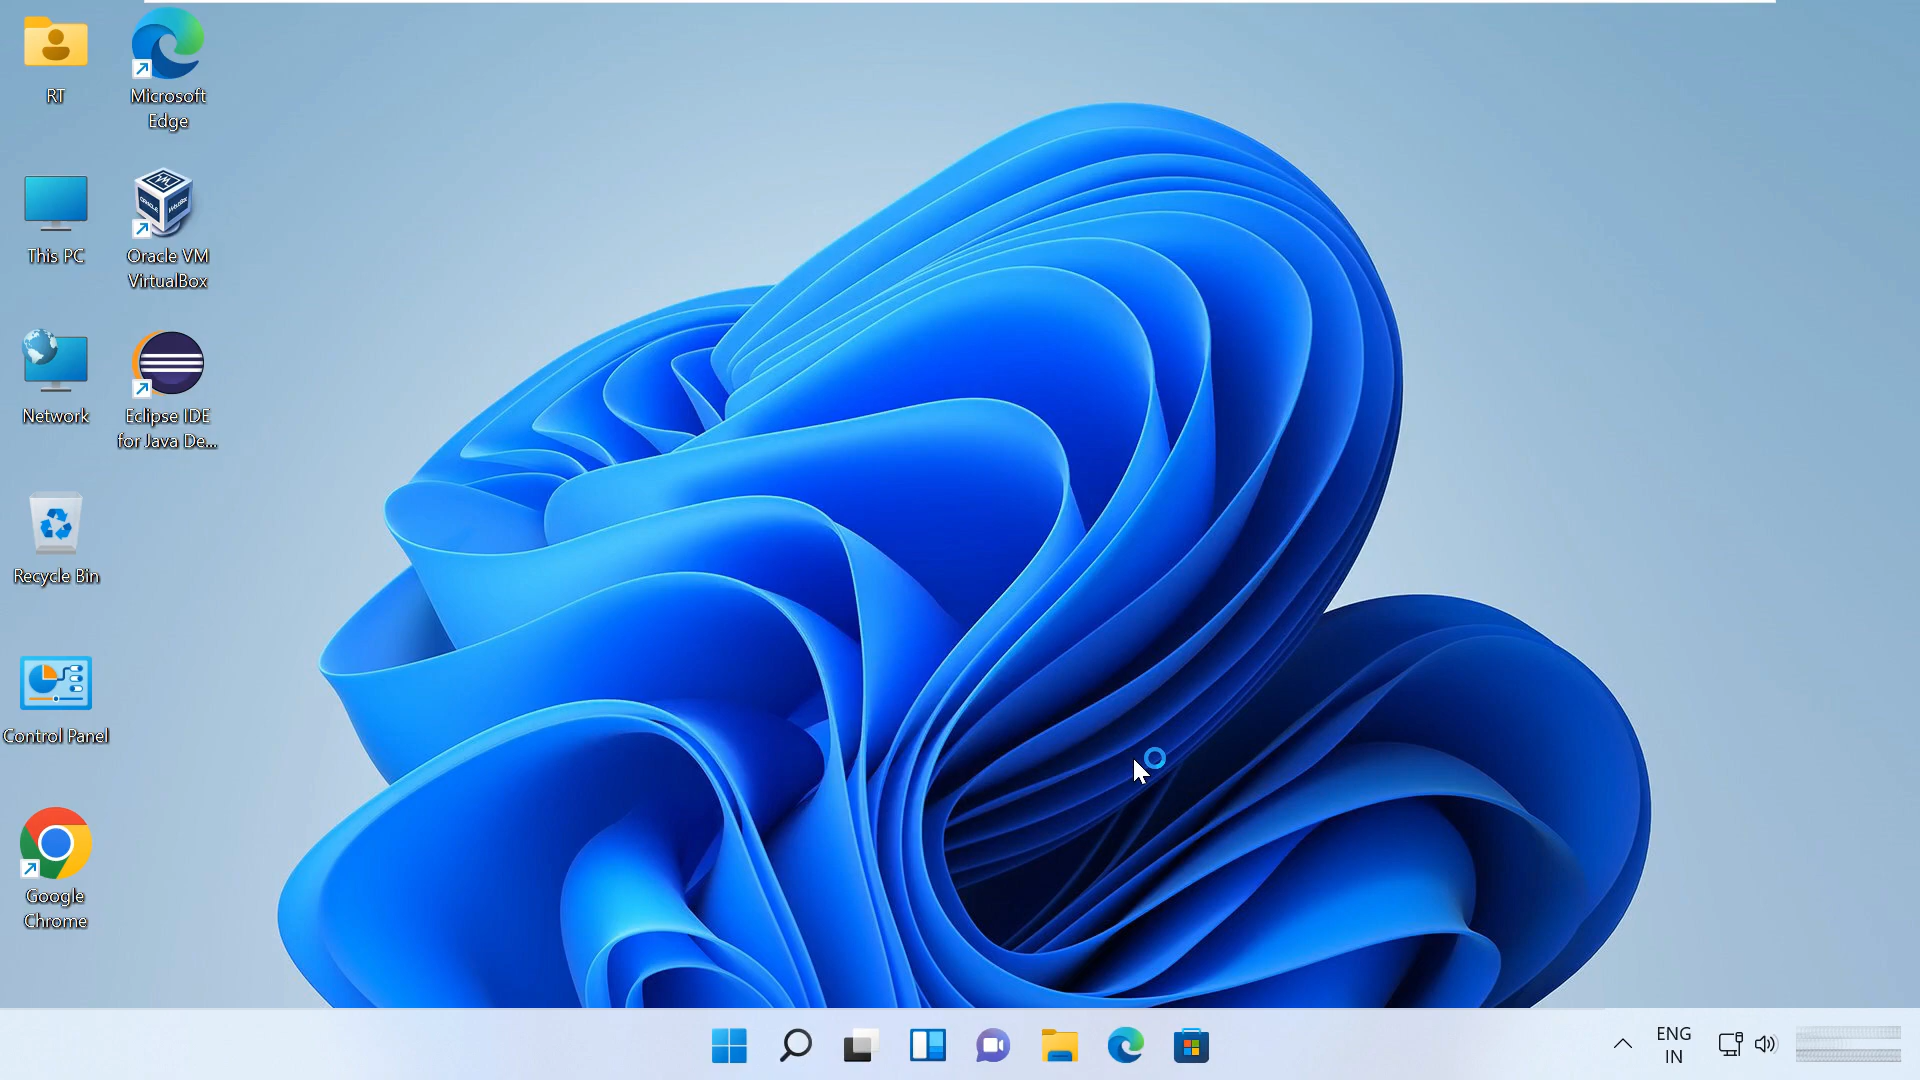 RT
Microsoft
Edge
This PC
Oracle VM
VirtualBox
Network
Eclipse IDE
for Java De...
Recycle Bin
Control Panel
Google
Chrome
ENG
IN